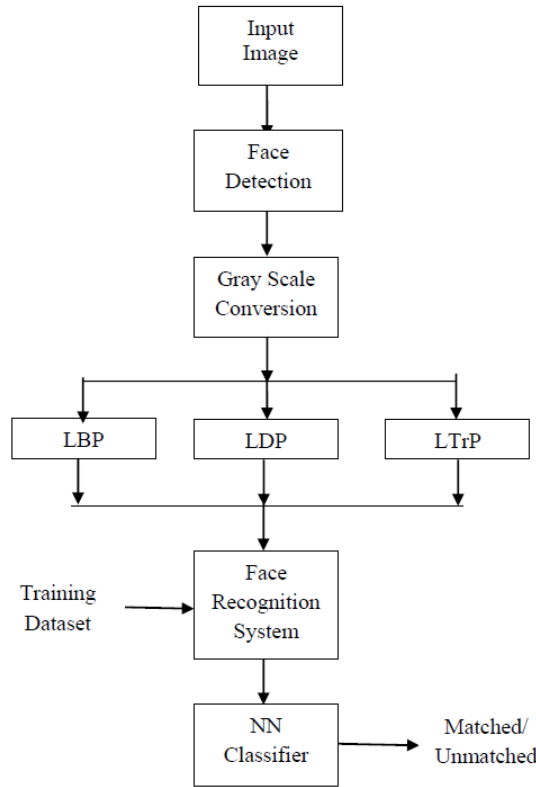 Input
Image
Face
Detection
Gray Scale
Conversion
LBP
LDP
LTrP
Training
Dataset
Face
Recognition
System
NN
Classifier
Matched/
Unmatched